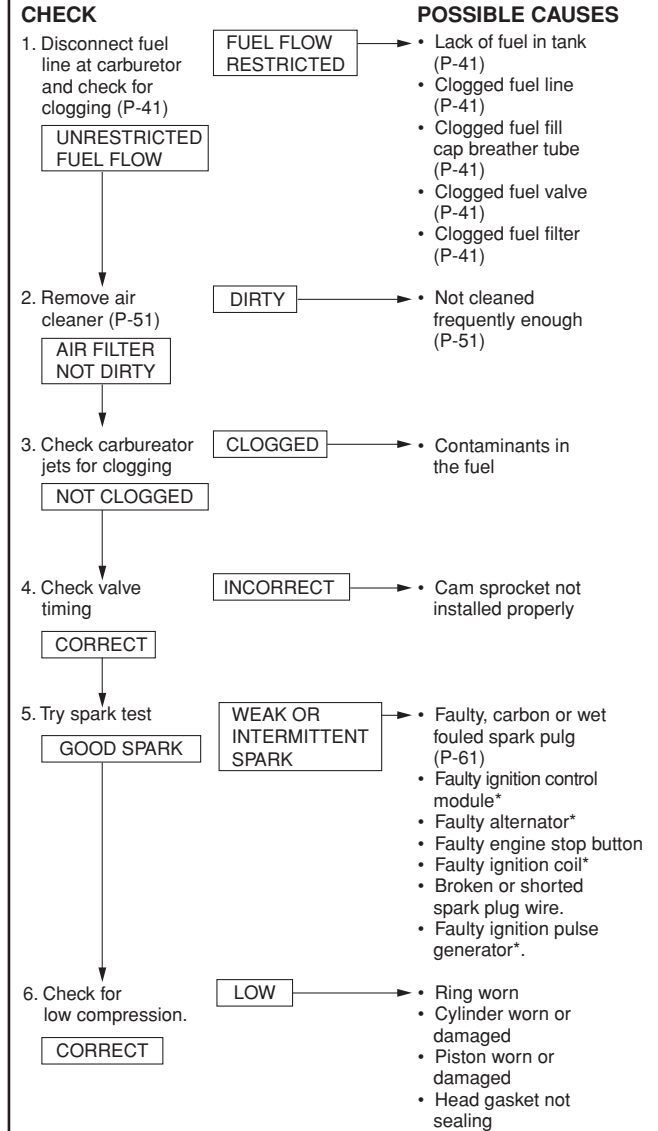 CHECK
POSSIBLE CAUSES
1. Disconnect fuel
line at carburetor
and check for
clogging (P-41)
UNRESTRICTED
FUEL FLOW
FUEL FLOW
RESTRICTED
• Lack of fuel in tank
(P-41)
• Clogged fuel line
(P-41)
• Clogged fuel fill
cap breather tube
(P-41)
• Clogged fuel valve
(P-41)
• Clogged fuel filter
(P-41)
2. Remove air
cleaner (P-51)
AIR FILTER
NOT DIRTY
DIRTY
• Not cleaned
frequently enough
(P-51)
3. Check carbureator
jets for clogging
NOT CLOGGED
CLOGGED
• Contaminants in
the fuel
4. Check valve
timing
CORRECT
INCORRECT
• Cam sprocket not
installed properly
5. Try spark test
GOOD SPARK
WEAK OR
INTERMITTENT
SPARK
• Faulty, carbon or wet
fouled spark pulg
(P-61)
• Faulty ignition control
module*
• Faulty alternator*
• Faulty engine stop button
• Faulty ignition coil*
• Broken or shorted
spark plug wire.
• Faulty ignition pulse
generator*.
6. Check for
low compression.
CORRECT
LOW
• Ring worn
• Cylinder worn or
damaged
• Piston worn or
damaged
• Head gasket not
sealing